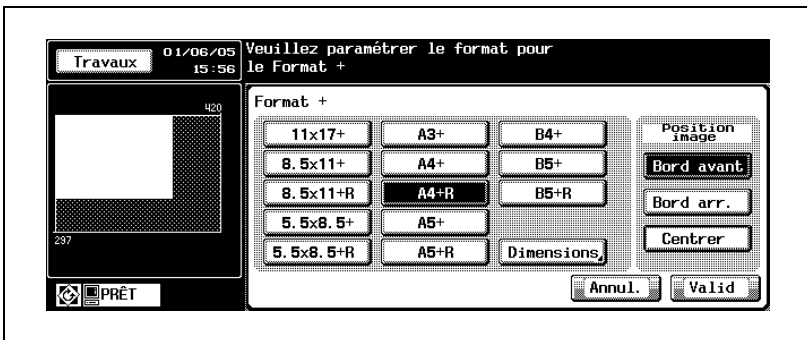 Travaux
01/06/05
15:56
Veuillez paramétrer le format pour
le Format +
420
297
PRÊT
Format +
11x17+ A3+ B4+
8.5x11+ A4+ B5+
8.5x11+R A4+R B5+R
5.5x8.5+ A5+
5.5x8.5+R A5+R Dimensions
Position
image
Bord avant
Bord arr.
Centrer
Annul. Valid